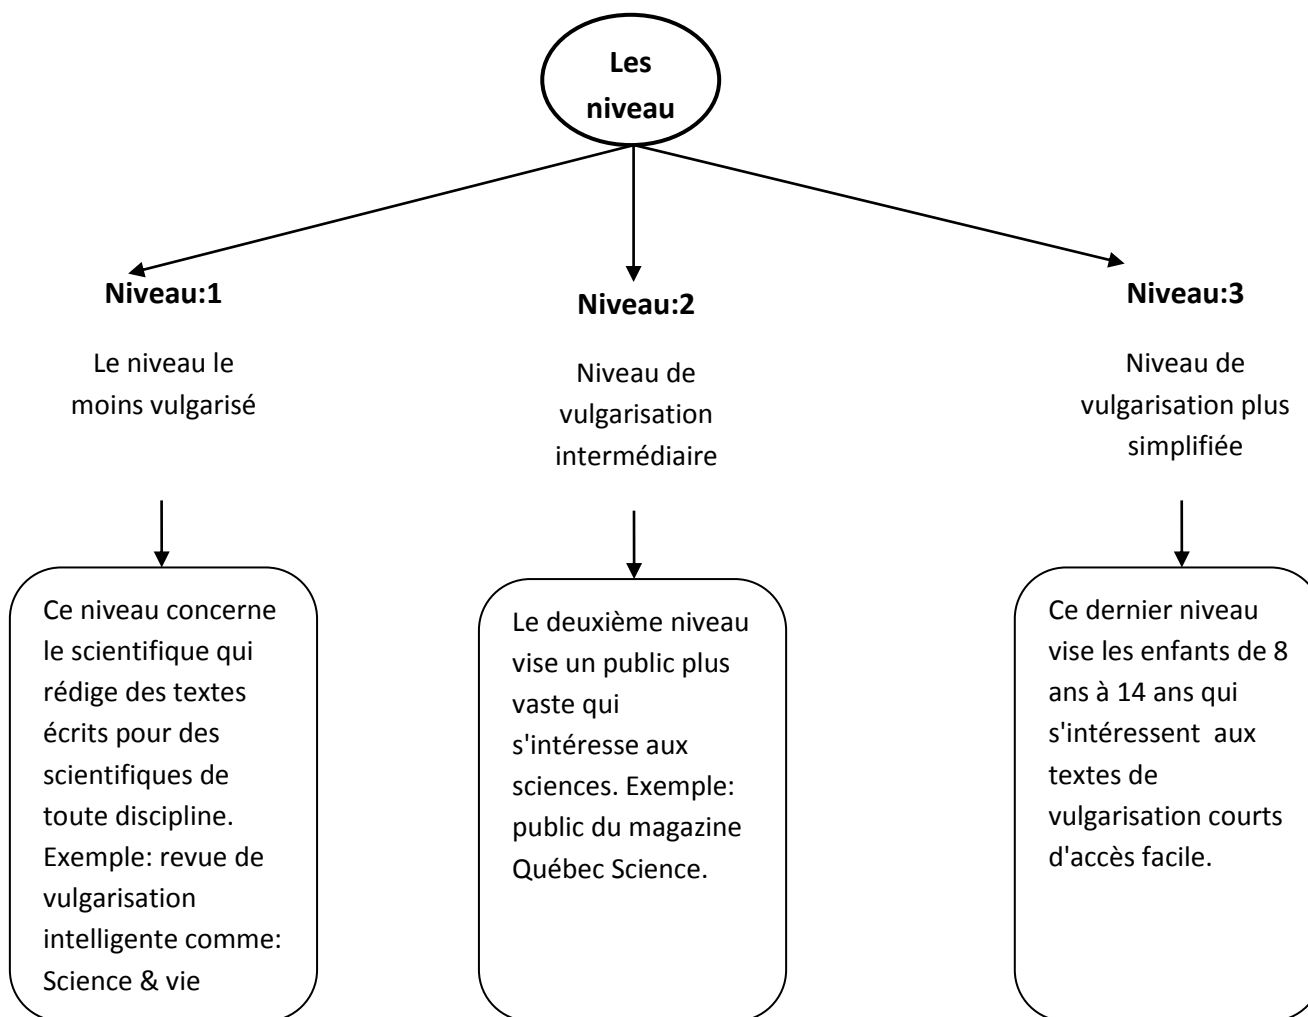 Les
niveau
Niveau:1
Le niveau le
moins vulgarisé
Ce niveau concerne
le scientifique qui
rédige des textes
écrits pour des
scientifiques de
toute discipline.
Exemple: revue de
vulgarisation
intelligente comme:
Science & vie
Niveau:2
Niveau de
vulgarisation
intermédiaire
Le deuxième niveau
vise un public plus
vaste qui
s'intéresse aux
sciences. Exemple:
public du magazine
Québec Science.
Niveau:3
Niveau de
vulgarisation plus
simplifiée
Ce dernier niveau
vise les enfants de 8
ans à 14 ans qui
s'intéressent  aux
textes de
vulgarisation courts
d'accès facile.